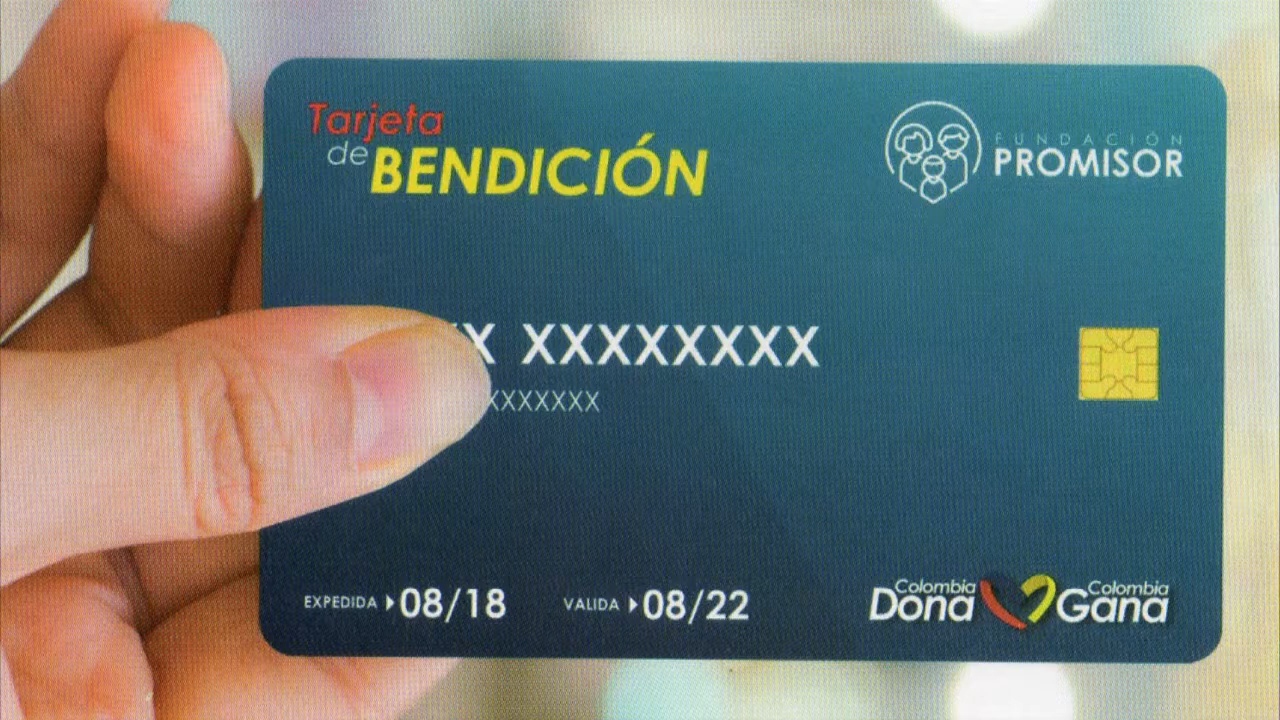 Tarjeta
de BENDICIÓN
FUNDACIÓN
PROMISOR
X XXXXXXXX
XXXXXXX
EXPEDIDA 08/18 VALIDA 08/22
Colombia Dona Colombia Gana